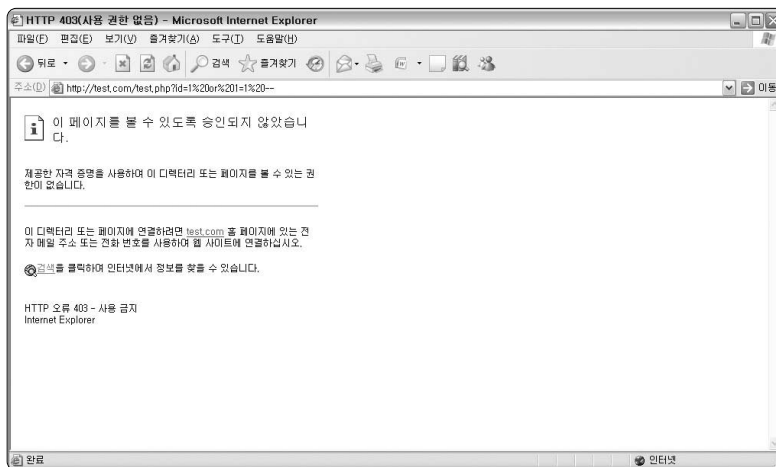 HTTP 403(사용 권한 없음) - Microsoft Internet Explorer
파일(F) 편집(E) 보기(V) 즐겨찾기(A) 도구(T) 도움말(H)
뒤로 검색 즐겨찾기
주소(D) http://test.com/test.php?id=1%20or%201=1%20-- 이동
이 페이지를 볼 수 있도록 승인되지 않았습니
다.
제공한 자격 증명을 사용하여 이 디렉터리 또는 페이지를 볼 수 있는 권
한이 없습니다.
이 디렉터리 또는 페이지에 연결하려면 test.com 홈 페이지에 있는 전
자 메일 주소 또는 전화 번호를 사용하여 웹 사이트에 연결하십시오.
검색을 클릭하여 인터넷에서 정보를 찾을 수 있습니다.
HTTP 오류 403 - 사용 금지
Internet Explorer
완료 인터넷